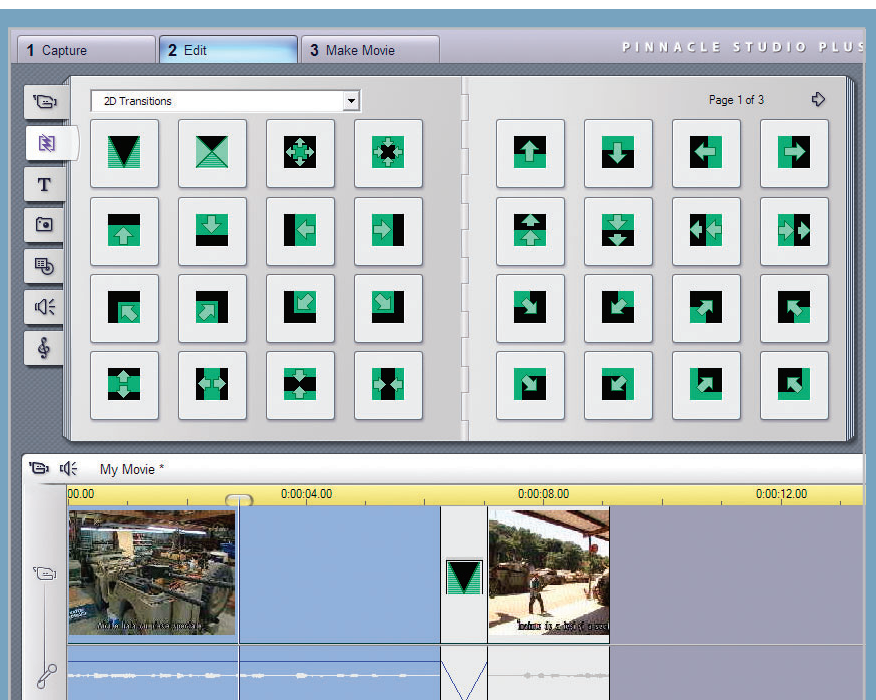 1 Capture
2 Edit
3 Make Movie
PINNACLE STUDIO PLUS
2D Transitions
Page 1 of 3
T
My Movie *
00.00
0:00:04.00
0:00:08.00
0:00:12.00